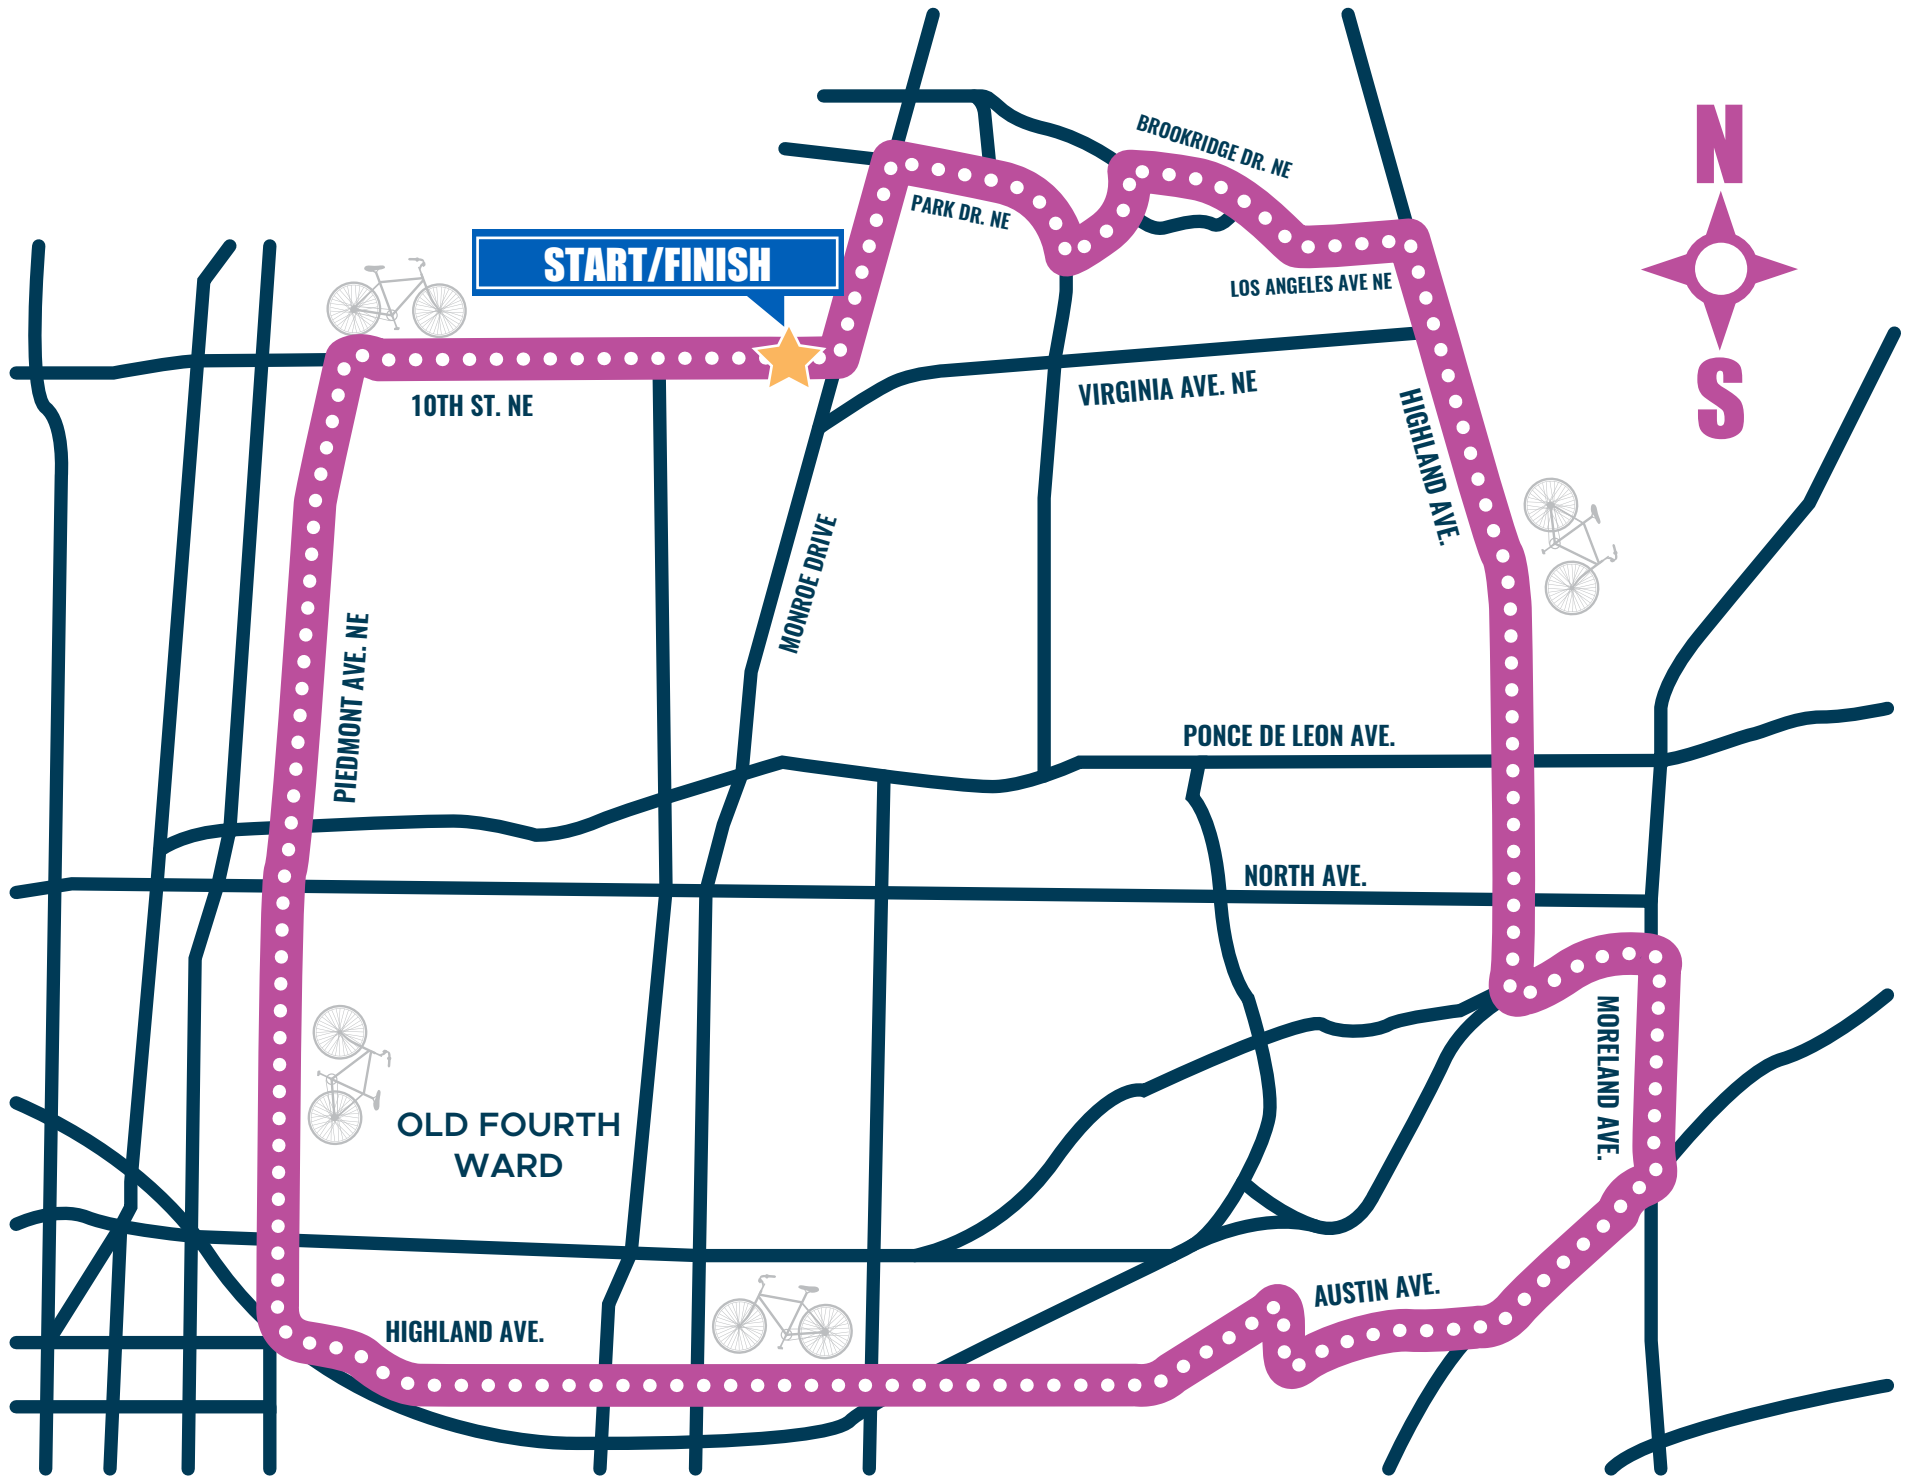 BROOKRIDGE DR. NE
N
PARK DR. NE
START/FINISH
LOS ANGELES AVE NE
S
10TH ST. NE
VIRGINIA AVE. NE
HIGHLAND AVE.
MONROE DRIVE
PIEDMONT AVE. NE
PONCE DE LEON AVE.
NORTH AVE.
MORELAND AVE.
OLD FOURTH
WARD
AUSTIN AVE.
HIGHLAND AVE.